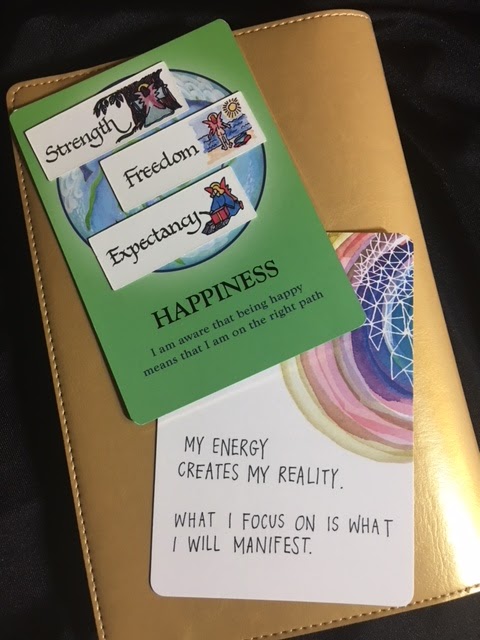 Strength
Freedom
Expectancy
HAPPINESS
I am aware that being happy
means that I am on the right path
MY ENERGY
CREATES MY REALITY.
WHAT I FOCUS ON IS WHAT
I WILL MANIFEST.